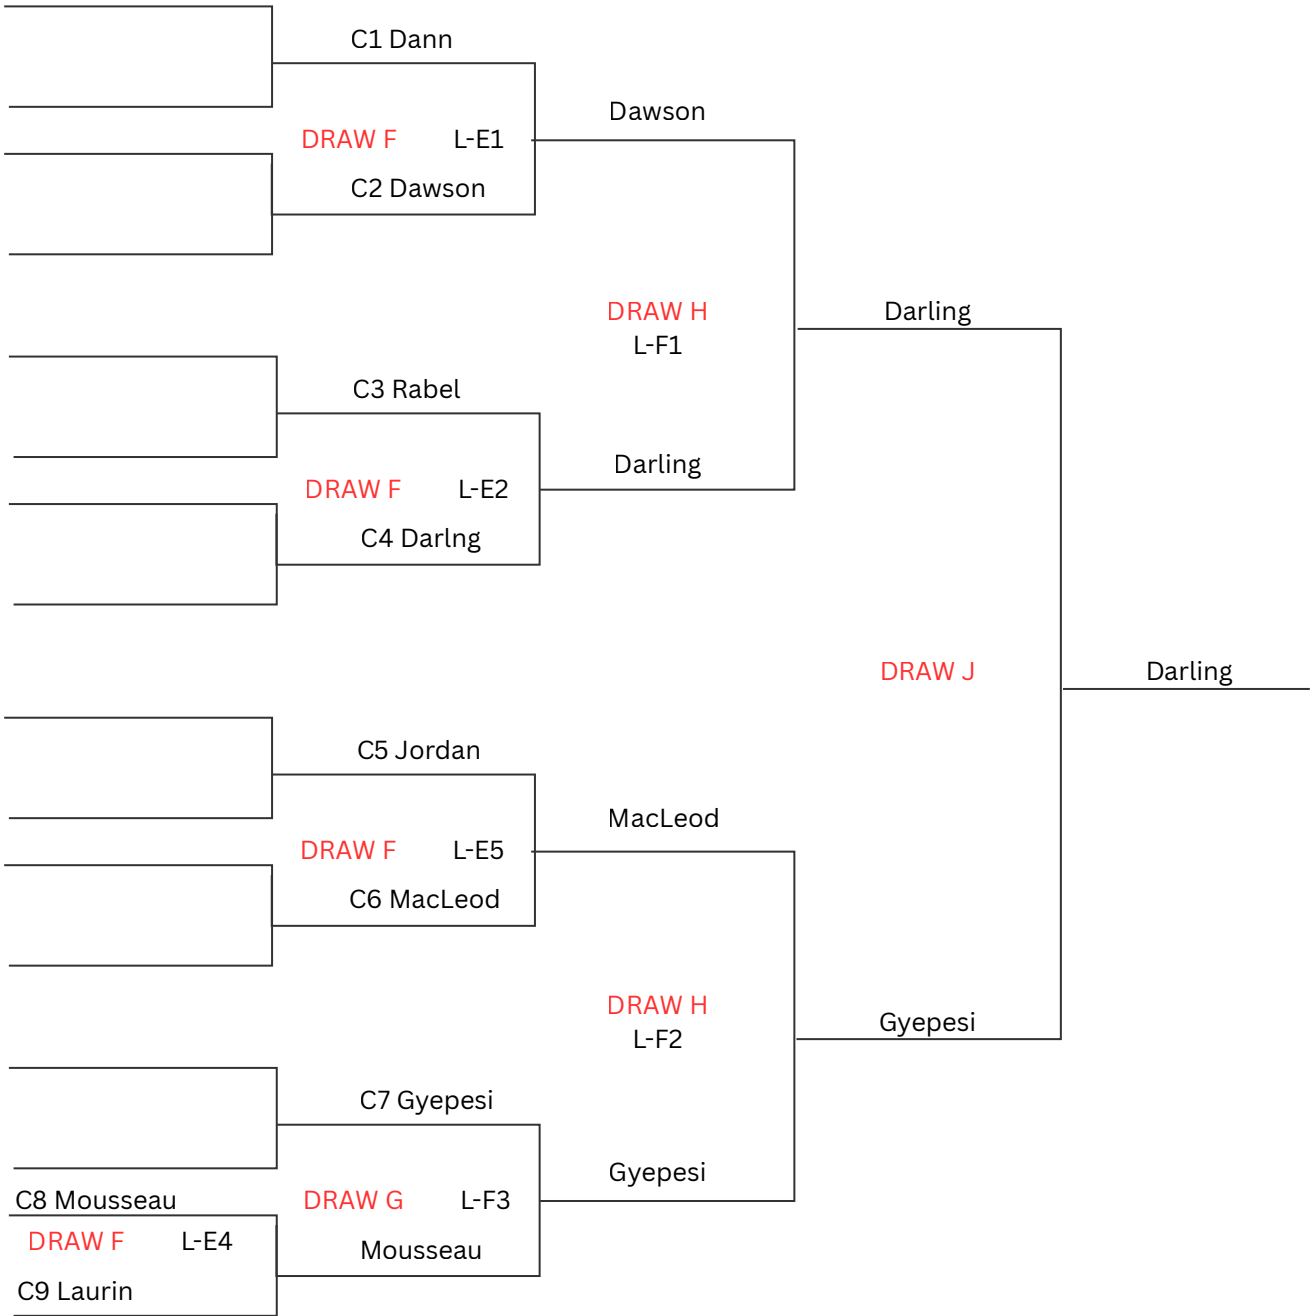 C1 Dann
Dawson
DRAW F L-E1
C2 Dawson
DRAW H
L-F1
Darling
C3 Rabel
Darling
DRAW F L-E2
C4 Darlng
DRAW J
Darling
C5 Jordan
MacLeod
DRAW F L-E5
C6 MacLeod
DRAW H
L-F2
Gyepesi
C7 Gyepesi
Gyepesi
C8 Mousseau
DRAW G L-F3
DRAW F L-E4
Mousseau
C9 Laurin